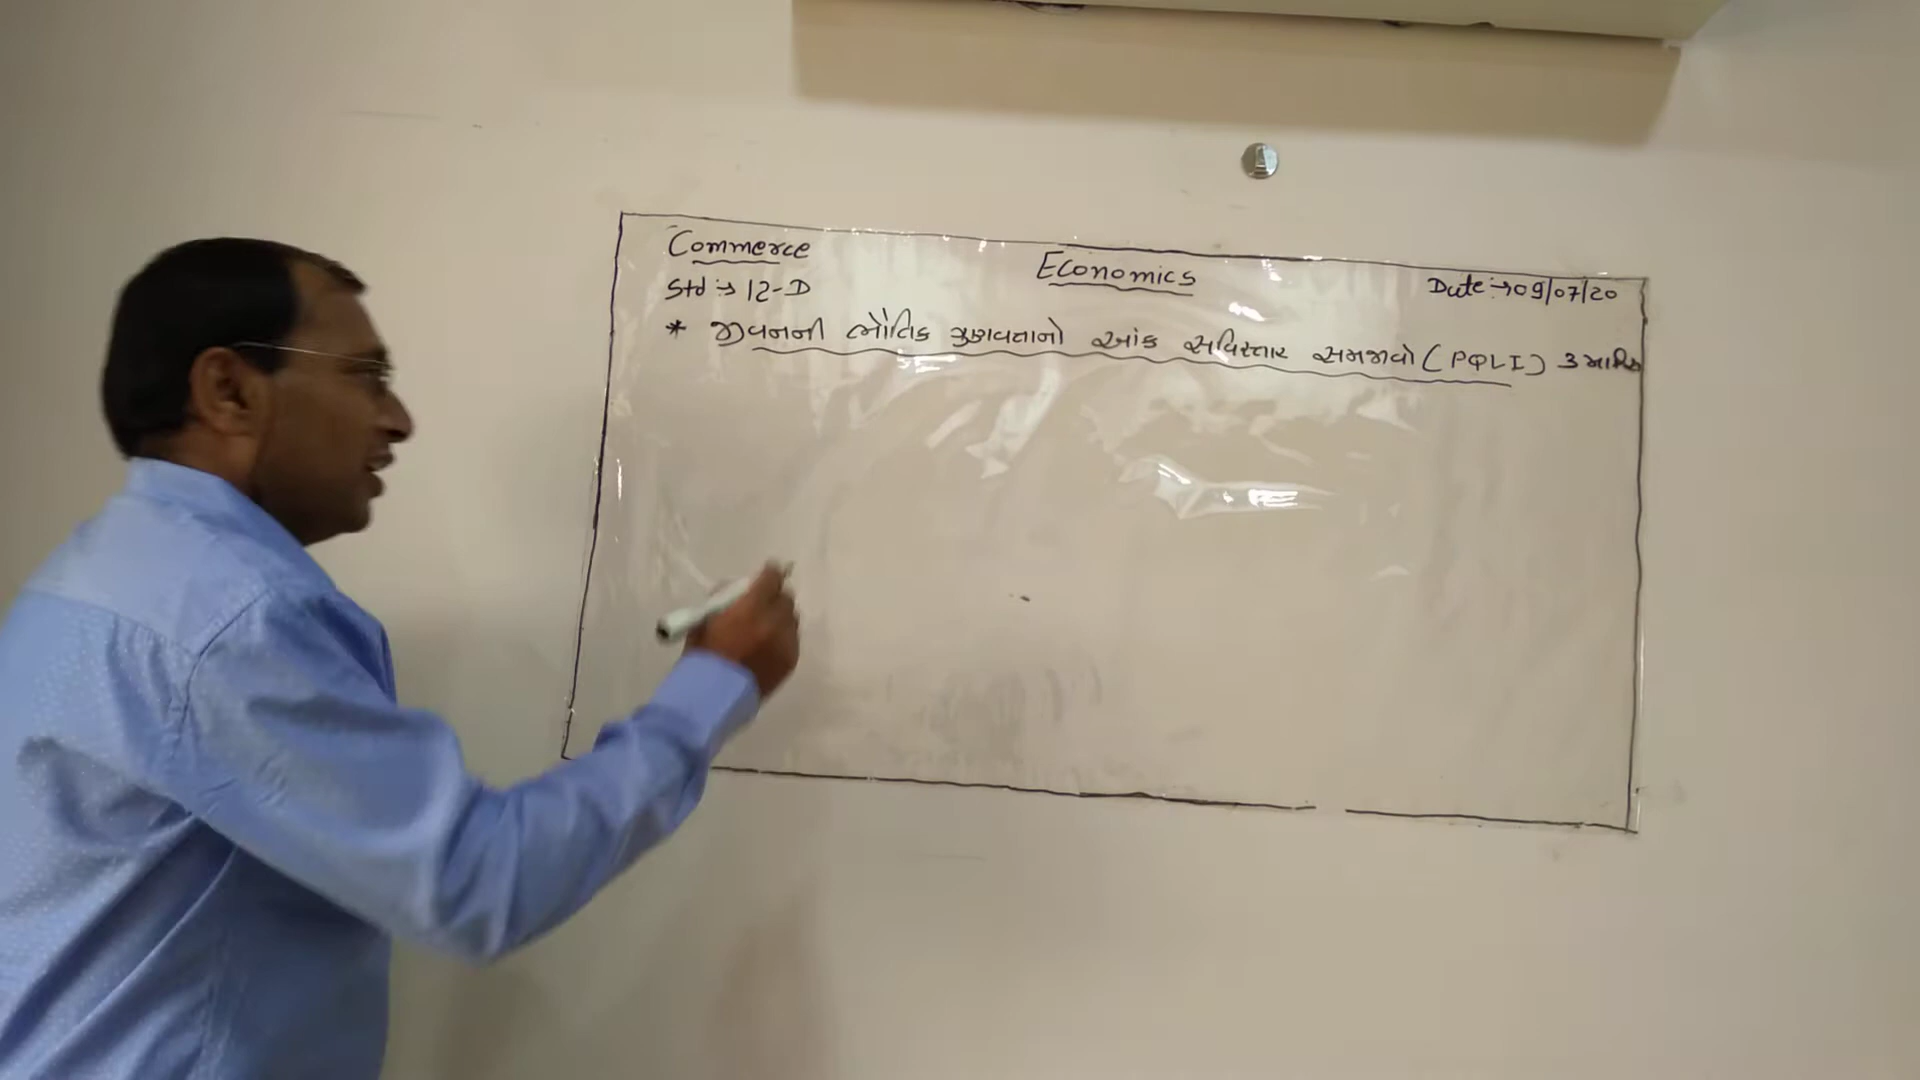 Commerce
Economics
Date → 09/07/20
Std → 12-D
* જીવનની ભૌતિક ગુણવત્તાનો આંક સવિસ્તાર સમજાવો (PQLI) 3 માર્ક